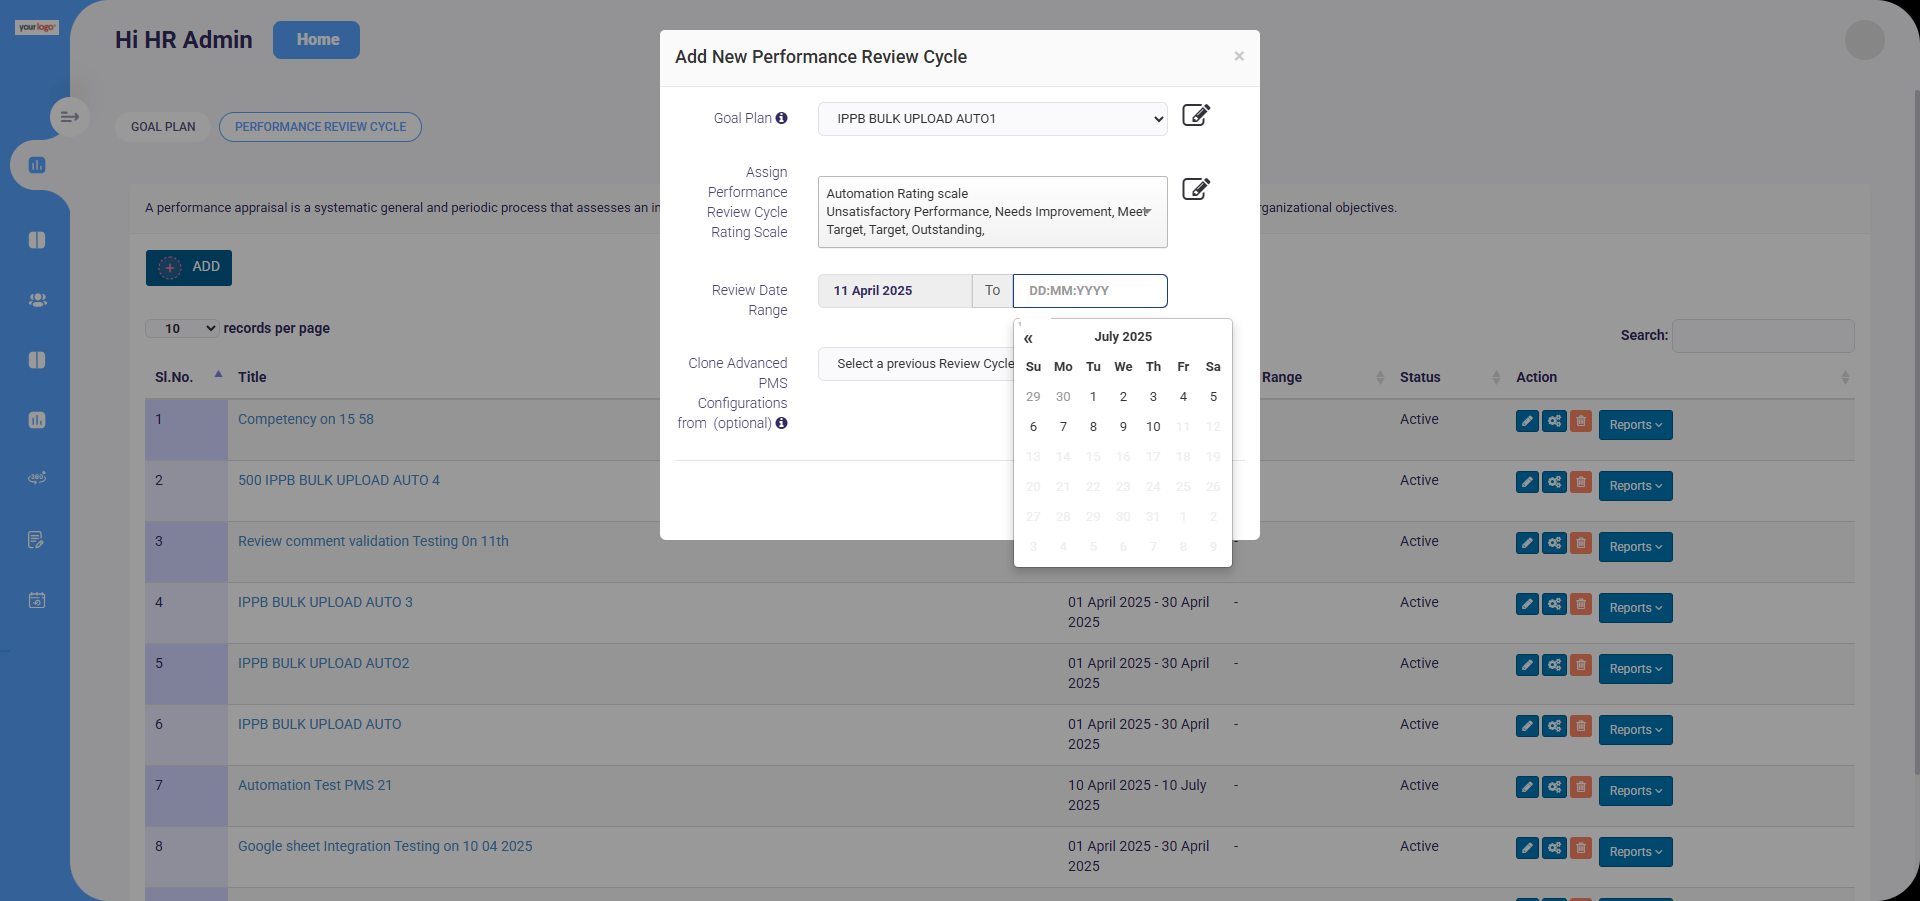 yourlogo
Hi HR Admin
Home
GOAL PLAN
PERFORMANCE REVIEW CYCLE
A performance appraisal is a systematic general and periodic process that assesses an in
rganizational objectives.
ADD
10 records per page
Search:
Sl.No. Title Range Status Action
1 Competency on 15 58 Active Reports
2 500 IPPB BULK UPLOAD AUTO 4 Active Reports
3 Review comment validation Testing 0n 11th - Active Reports
4 IPPB BULK UPLOAD AUTO 3 01 April 2025 - 30 April - Active Reports
2025
5 IPPB BULK UPLOAD AUTO2 01 April 2025 - 30 April - Active Reports
2025
6 IPPB BULK UPLOAD AUTO 01 April 2025 - 30 April - Active Reports
2025
7 Automation Test PMS 21 10 April 2025 - 10 July - Active Reports
2025
8 Google sheet Integration Testing on 10 04 2025 01 April 2025 - 30 April - Active Reports
2025
Add New Performance Review Cycle ×
Goal Plan IPPB BULK UPLOAD AUTO1
Assign
Performance
Review Cycle
Rating Scale
Automation Rating scale
Unsatisfactory Performance, Needs Improvement, Meet
Target, Target, Outstanding,
Review Date
Range
11 April 2025 To DD:MM:YYYY
Clone Advanced
PMS
Configurations
from (optional)
Select a previous Review Cycle
« July 2025
Su Mo Tu We Th Fr Sa
29 30 1 2 3 4 5
6 7 8 9 10 11 12
13 14 15 16 17 18 19
20 21 22 23 24 25 26
27 28 29 30 31 1 2
3 4 5 6 7 8 9